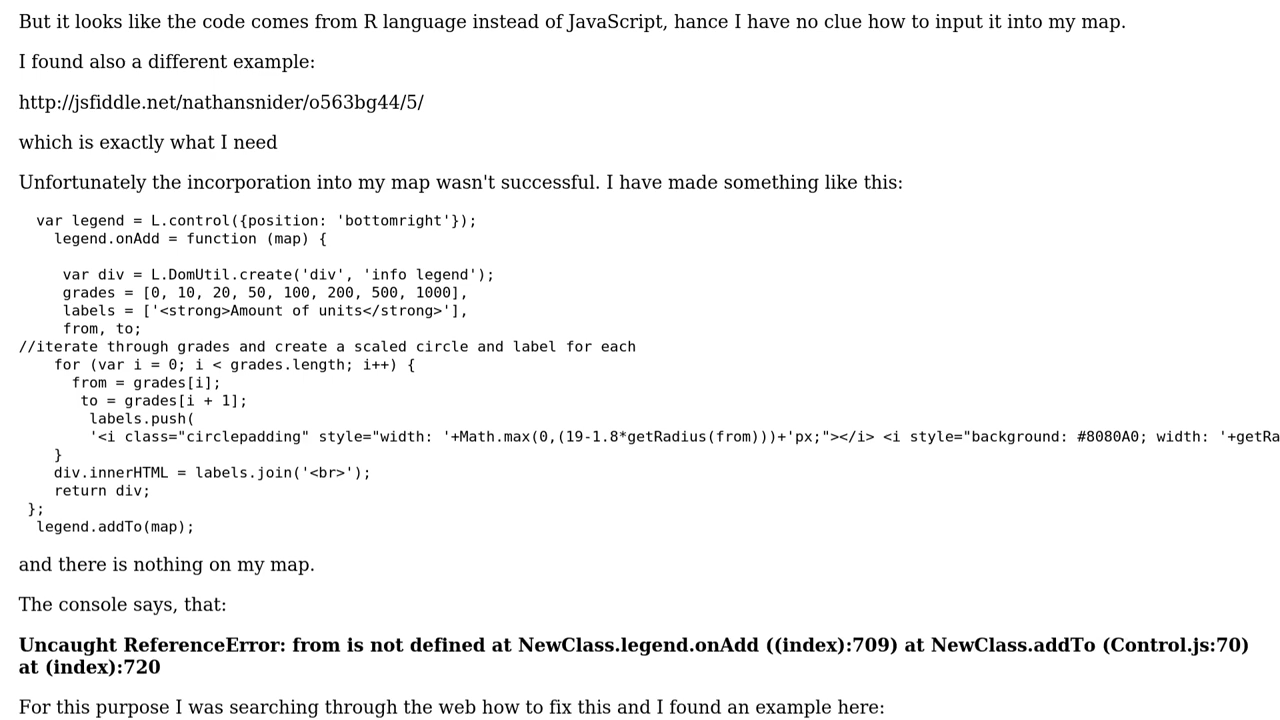 But it looks like the code comes from R language instead of JavaScript, hance I have no clue how to input it into my map.
I found also a different example:
http://jsfiddle.net/nathansnider/o563bg44/5/
which is exactly what I need
Unfortunately the incorporation into my map wasn't successful. I have made something like this:
var legend = L.control({position: 'bottomright'});
legend.onAdd = function (map) {
var div = L.DomUtil.create('div', 'info legend');
grades = [0, 10, 20, 50, 100, 200, 500, 1000],
labels = ['<strong>Amount of units</strong>'],
from, to;
//iterate through grades and create a scaled circle and label for each
for (var i = 0; i < grades.length; i++) {
from = grades[i];
to = grades[i + 1];
labels.push(
'<i class="circlepadding" style="width: '+Math.max(0,(19-1.8*getRadius(from)))+'px;"></i> <i style="background: #8080A0; width: '+getRa
}
div.innerHTML = labels.join('<br>');
return div;
};
legend.addTo(map);
and there is nothing on my map.
The console says, that:
Uncaught ReferenceError: from is not defined at NewClass.legend.onAdd ((index):709) at NewClass.addTo (Control.js:70)
at (index):720
For this purpose I was searching through the web how to fix this and I found an example here: